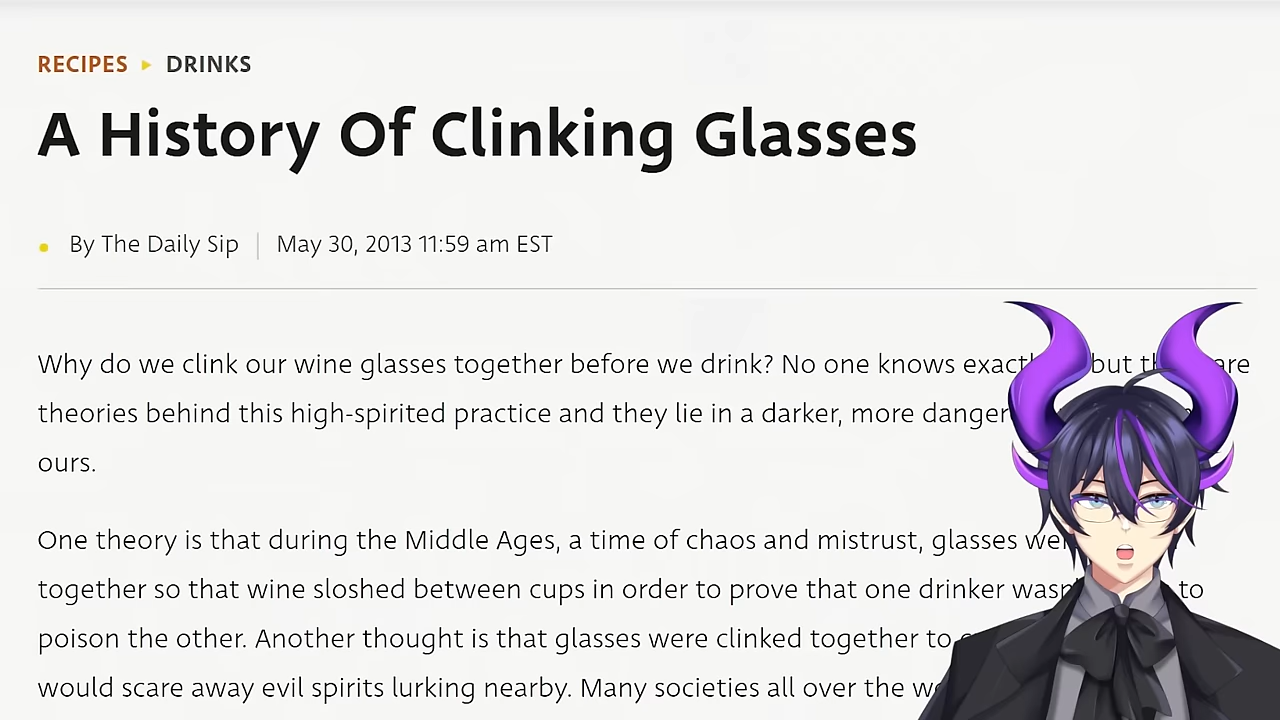 RECIPES ▸ DRINKS
A History Of Clinking Glasses
By The Daily Sip | May 30, 2013 11:59 am EST
Why do we clink our wine glasses together before we drink? No one knows but are
theories behind this high-spirited practice and they lie in a darker, more
ours.
One theory is that during the Middle Ages, a time of chaos and mistrust, glasses
together so that wine sloshed between cups in order to prove that one drinker to
poison the other. Another thought is that glasses were clinked together to
would scare away evil spirits lurking nearby. Many societies all over the